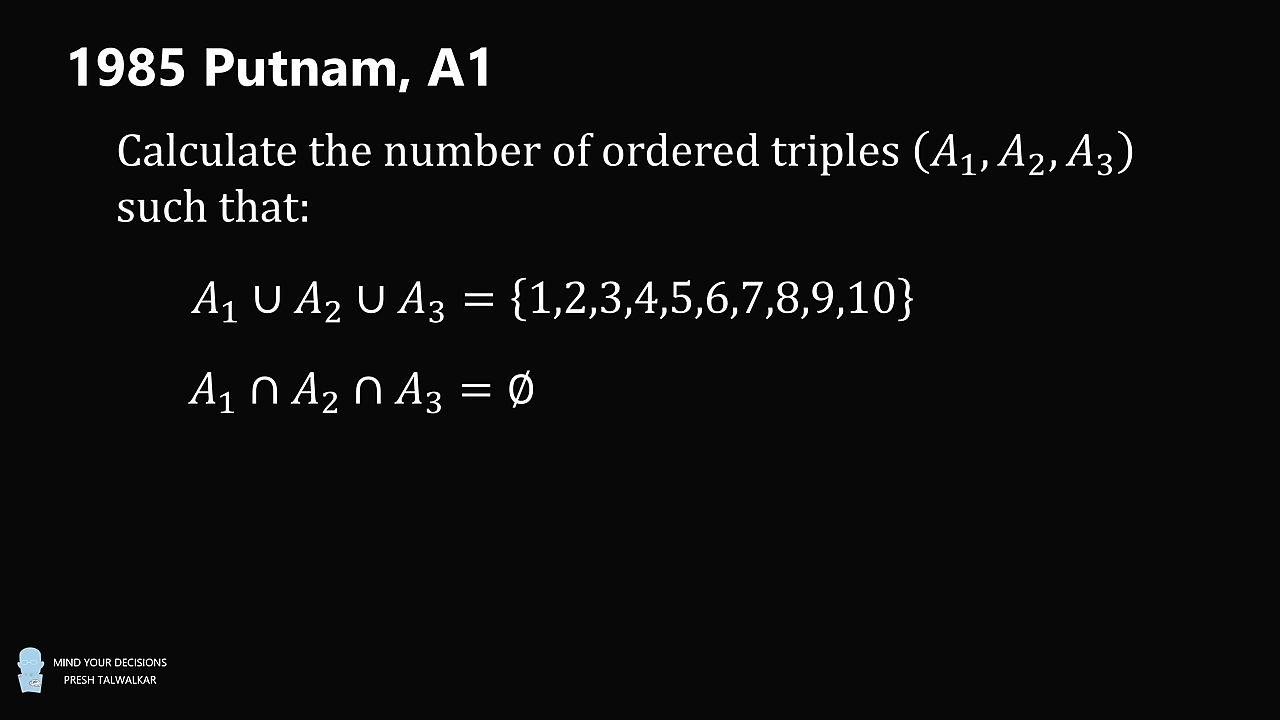 1985 Putnam, A1
Calculate the number of ordered triples (A₁, A₂, A₃)
such that:
A₁ ∪ A₂ ∪ A₃ = {1,2,3,4,5,6,7,8,9,10}
A₁ ∩ A₂ ∩ A₃ = ∅
MIND YOUR DECISIONS
PRESH TALWALKAR